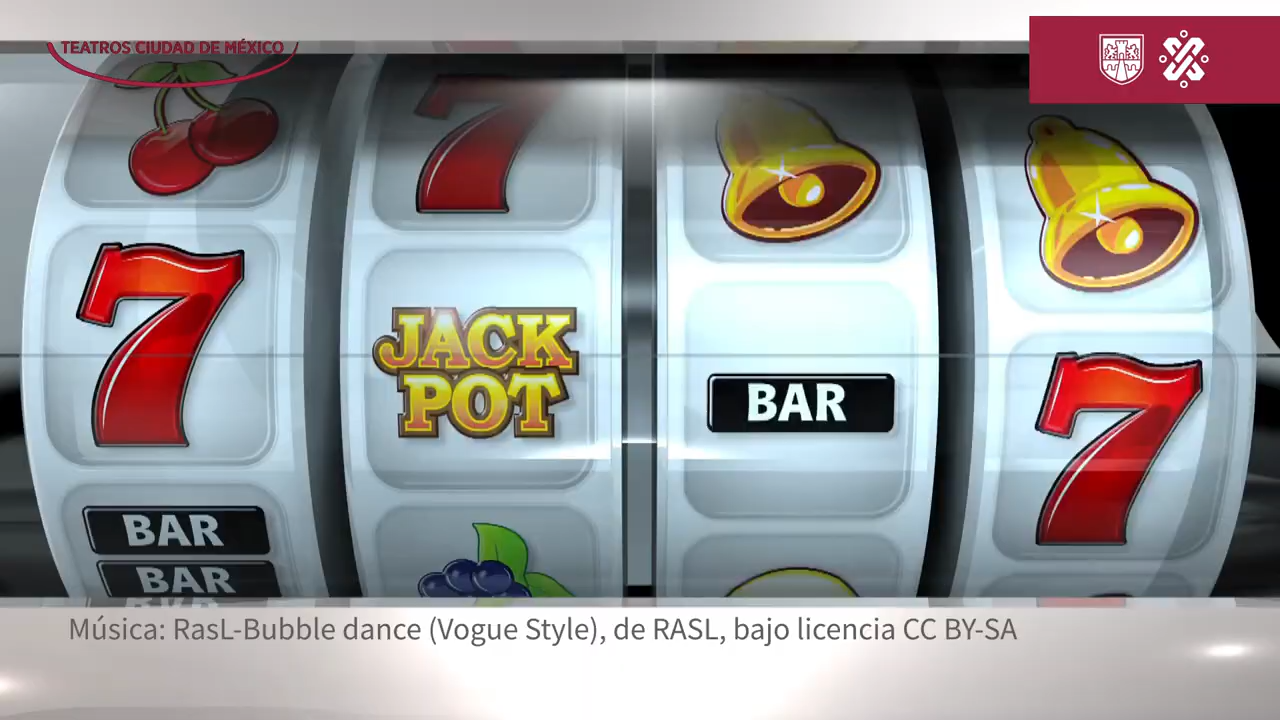 TEATROS CIUDAD DE MÉXICO
7
7
JACK
POT
BAR
7
BAR
BAR
Música: RasL-Bubble dance (Vogue Style), de RASL, bajo licencia CC BY-SA